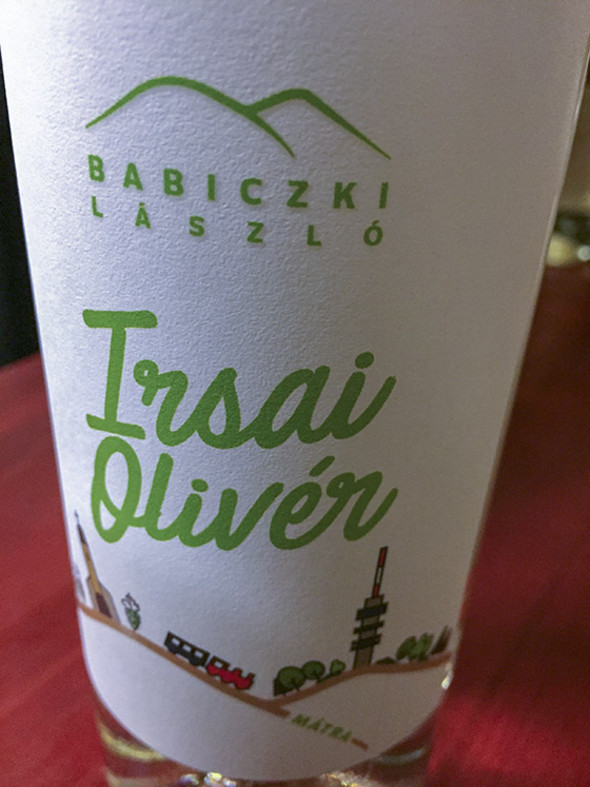 BABICZKI
LÁSZLÓ
Irsai
Olivér
MÁTRA